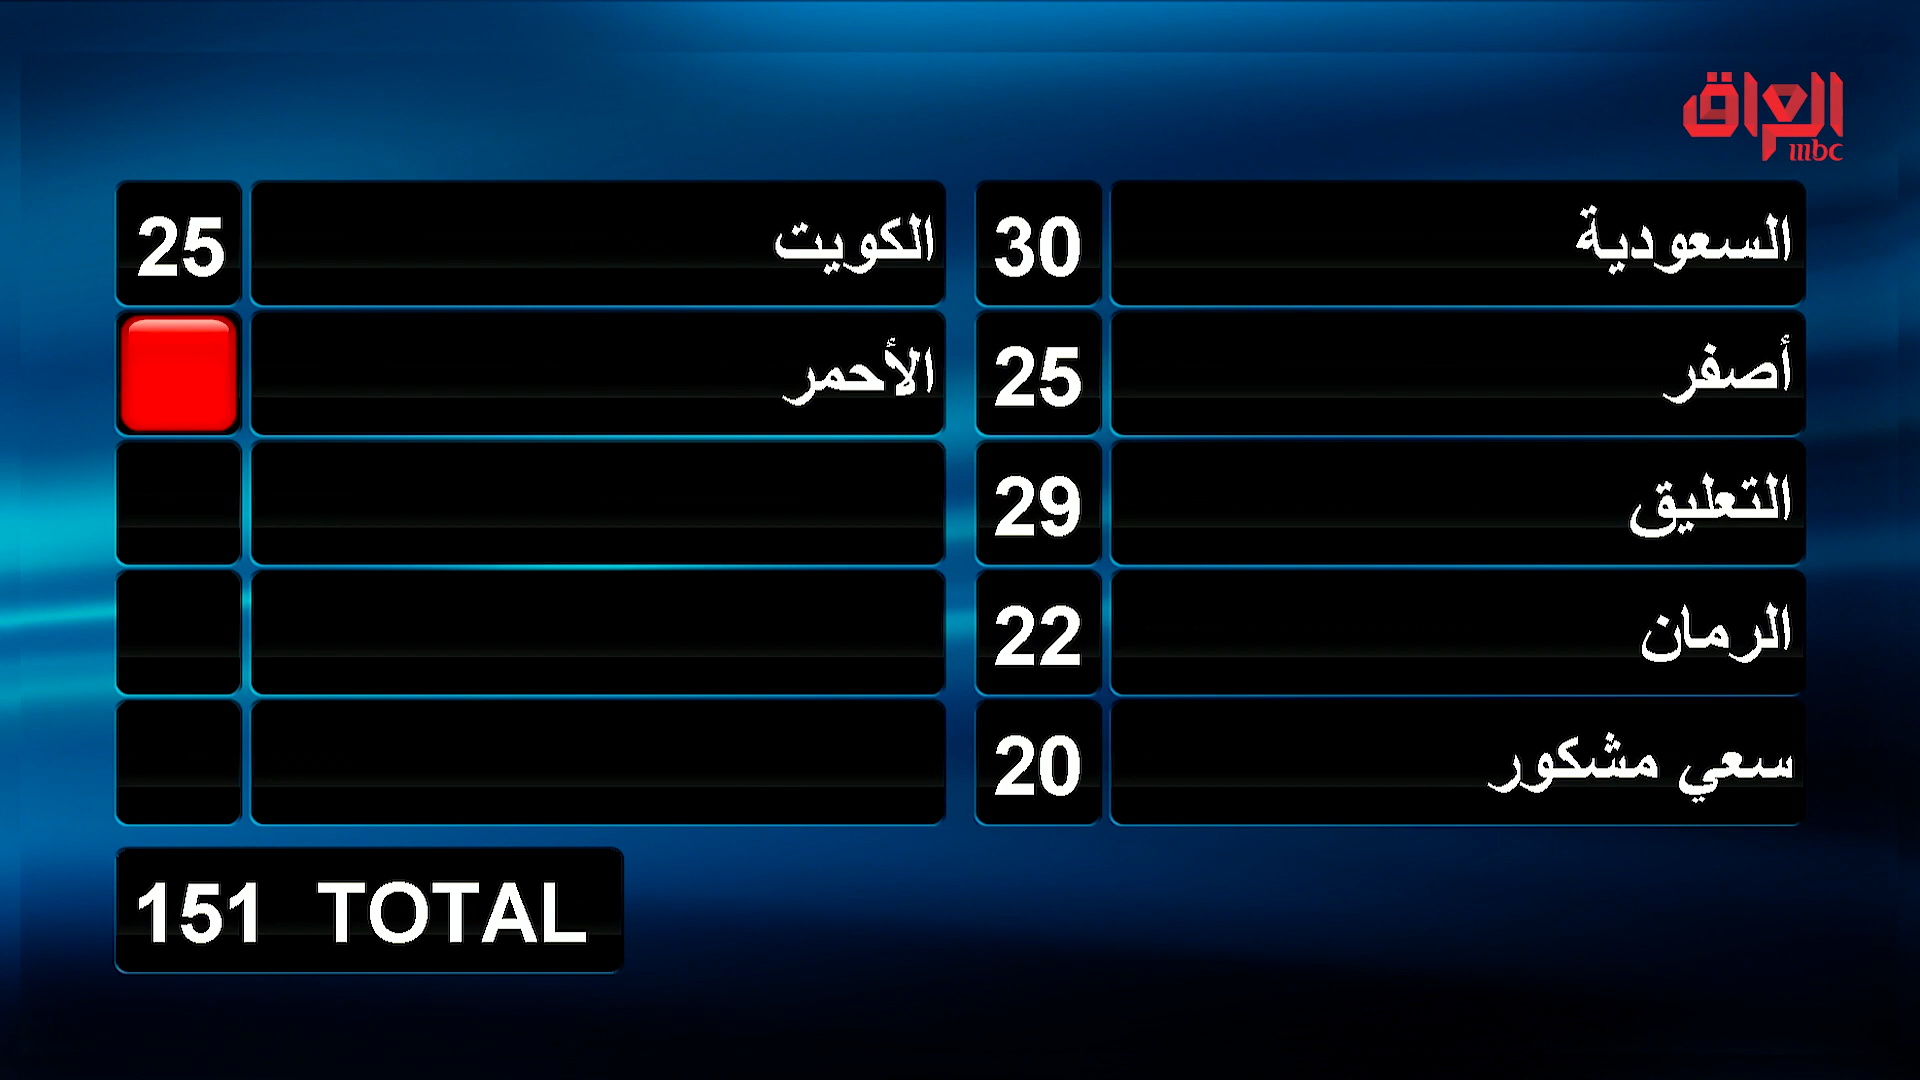 العراق
mbc
السعودية 30
أصفر 25
التعليق 29
الرمان 22
سعي مشكور 20
الكويت 25
الأحمر
151 TOTAL